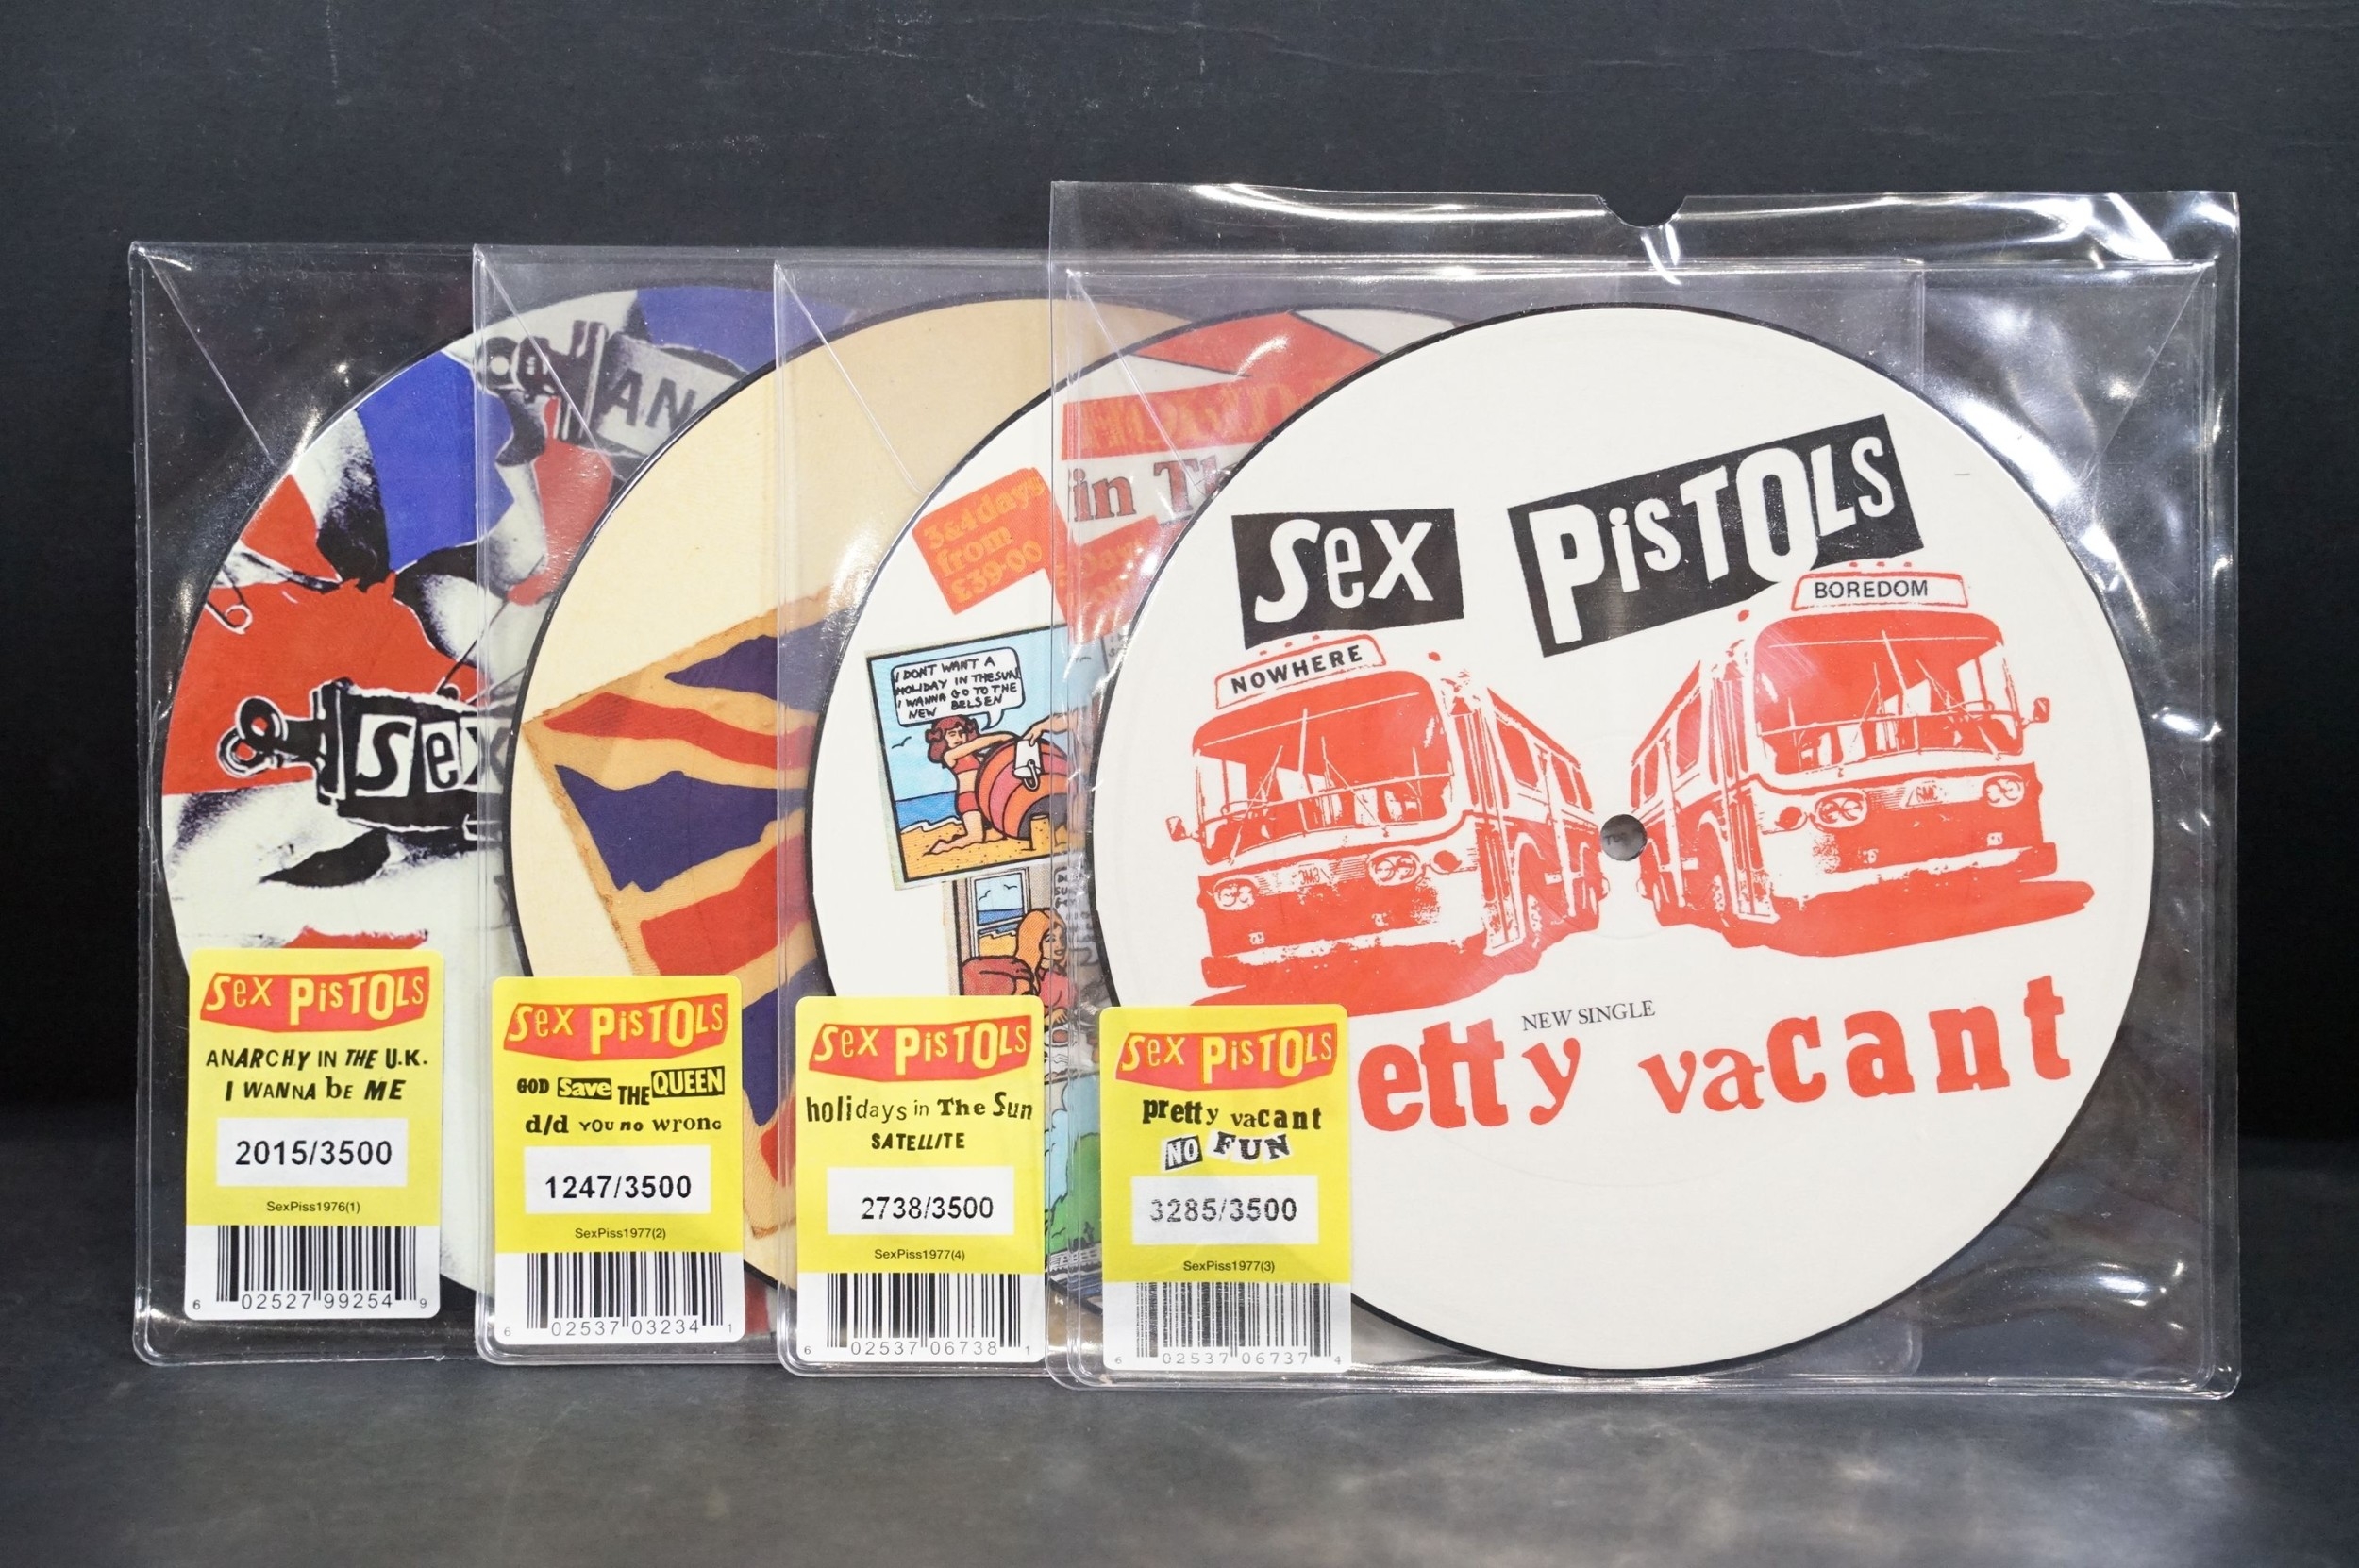 AN
SEX
SEX PISTOLS
ANARCHY IN THE U.K.
I WANNA bE ME
2015/3500
SexPiss1976(1)
6 02527 99254 9
SEX PISTOLS
GOD Save THE QUEEN
d/d YOU no wrong
1247/3500
SexPiss1977(2)
6 02537 03234 1
in Th
3&4 days
from
£39-00
I DONT WANT A
HOLIDAY IN THE SUN
I WANNA GO TO THE
NEW BELSEN
SEX PISTOLS
holidays in The Sun
SATELLITE
2738/3500
SexPiss1977(4)
6 02537 06738 1
SEX PISTOLS
NOWHERE
BOREDOM
GMC
NEW SINGLE
etty vacant
SEX PISTOLS
pretty vacant
NO FUN
3285/3500
SexPiss1977(3)
6 02537 06737 4